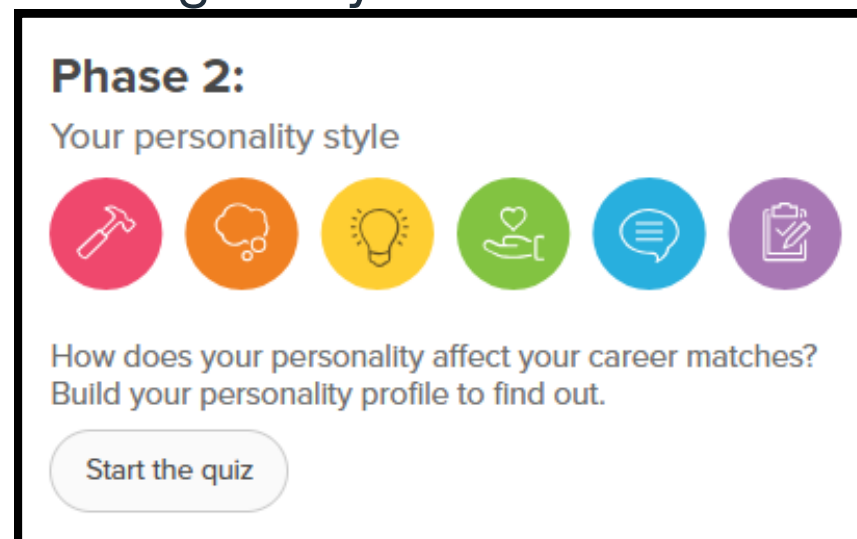 Phase 2:
Your personality style
How does your personality affect your career matches?
Build your personality profile to find out.
Start the quiz